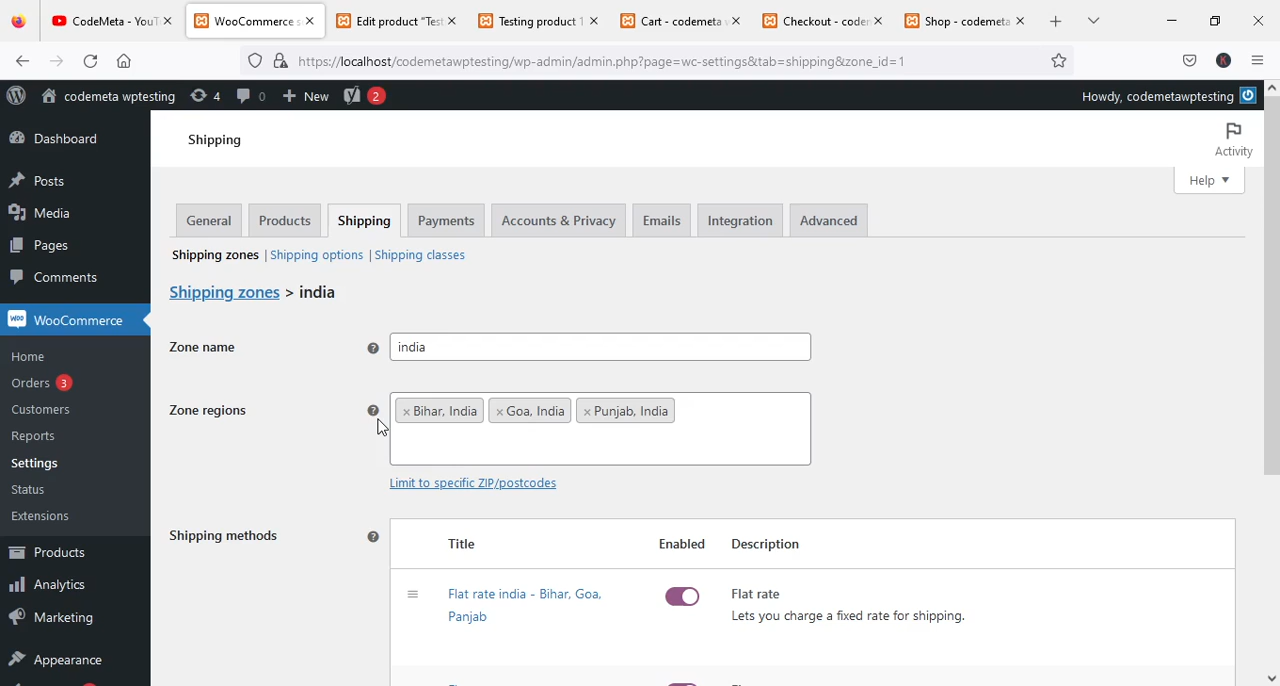 CodeMeta - YouT
WooCommerce s
Edit product "Test
Testing product 1
Cart - codemeta
Checkout - coder
Shop - codemeta
https://localhost/codemetawptesting/wp-admin/admin.php?page=wc-settings&tab=shipping&zone_id=1
K
codemeta wptesting
4
0
New
2
Howdy, codemetawptesting
Dashboard
Posts
Media
Pages
Comments
WOO
WooCommerce
Home
Orders 3
Customers
Reports
Settings
Status
Extensions
Products
Analytics
Marketing
Appearance
Shipping
Activity
Help
General
Products
Shipping
Payments
Accounts & Privacy
Emails
Integration
Advanced
Shipping zones | Shipping options | Shipping classes
Shipping zones > india
Zone name
?
india
Zone regions
?
× Bihar, India × Goa, India × Punjab, India
Limit to specific ZIP/postcodes
Shipping methods
?
Title Enabled Description
Flat rate india - Bihar, Goa,
Panjab
Flat rate
Lets you charge a fixed rate for shipping.